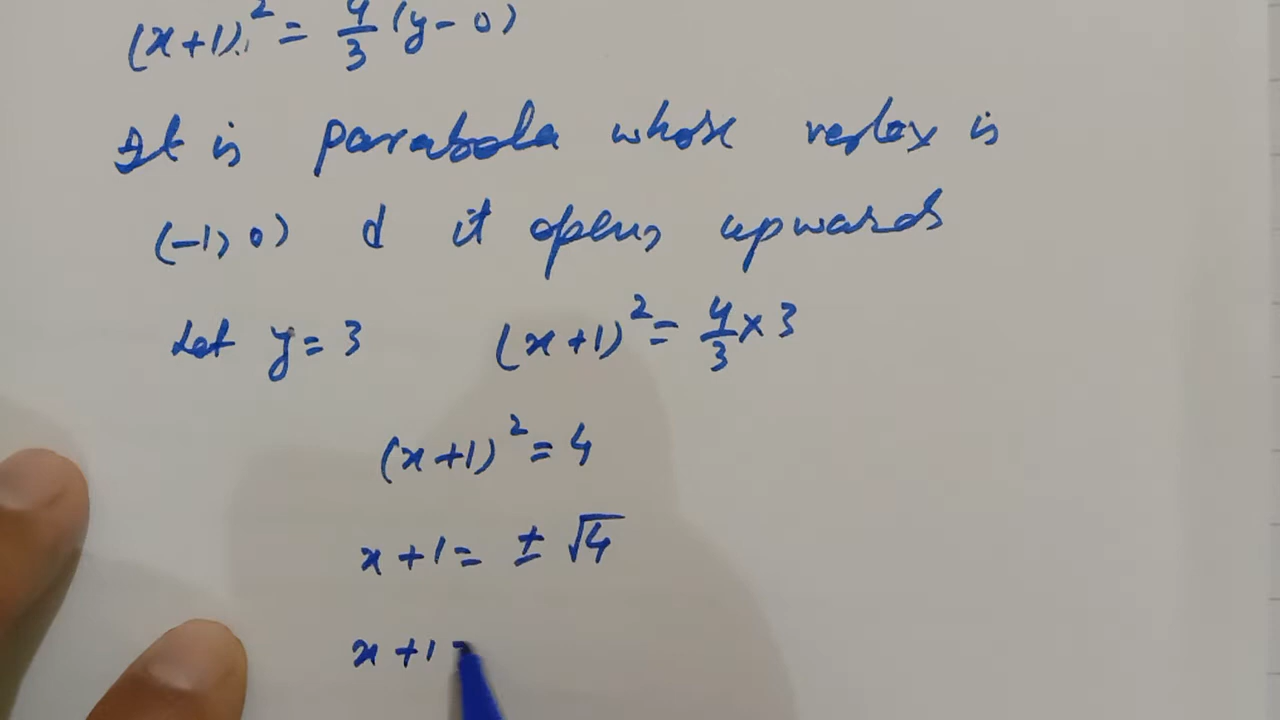 (x+1)² = 4/3 (y-0)
It is parabola whose vertex is
(-1, 0) & it opens upwards
Let y = 3 (x+1)² = 4/3 × 3
(x+1)² = 4
x+1 = ± √4
x+1 =